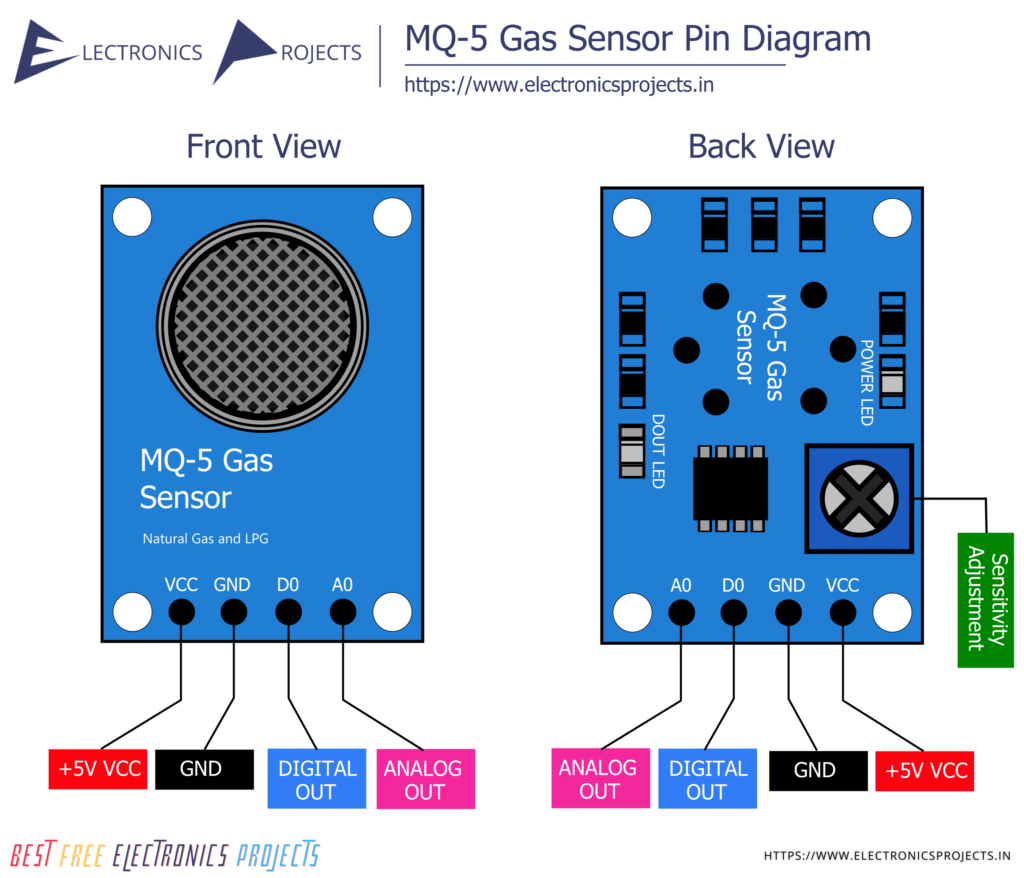 ELECTRONICS PROJECTS
MQ-5 Gas Sensor Pin Diagram
https://www.electronicsprojects.in
Front View
MQ-5 Gas
Sensor
Natural Gas and LPG
VCC GND D0 A0
+5V VCC
GND
DIGITAL
OUT
ANALOG
OUT
Back View
MQ-5 Gas
Sensor
POWER LED
DOUT LED
Sensitivity
Adjustment
A0 D0 GND VCC
ANALOG
OUT
DIGITAL
OUT
GND
+5V VCC
BEST FREE ELECTRONICS PROJECTS
HTTPS://WWW.ELECTRONICSPROJECTS.IN